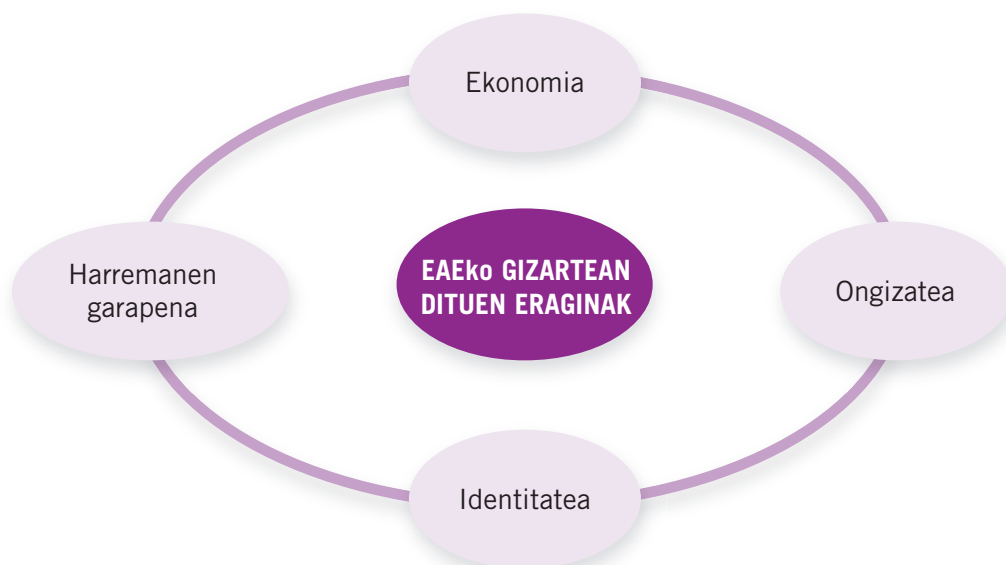 Ekonomia
Harremanen
garapena
EAEko GIZARTEAN
DITUEN ERAGINAK
Ongizatea
Identitatea